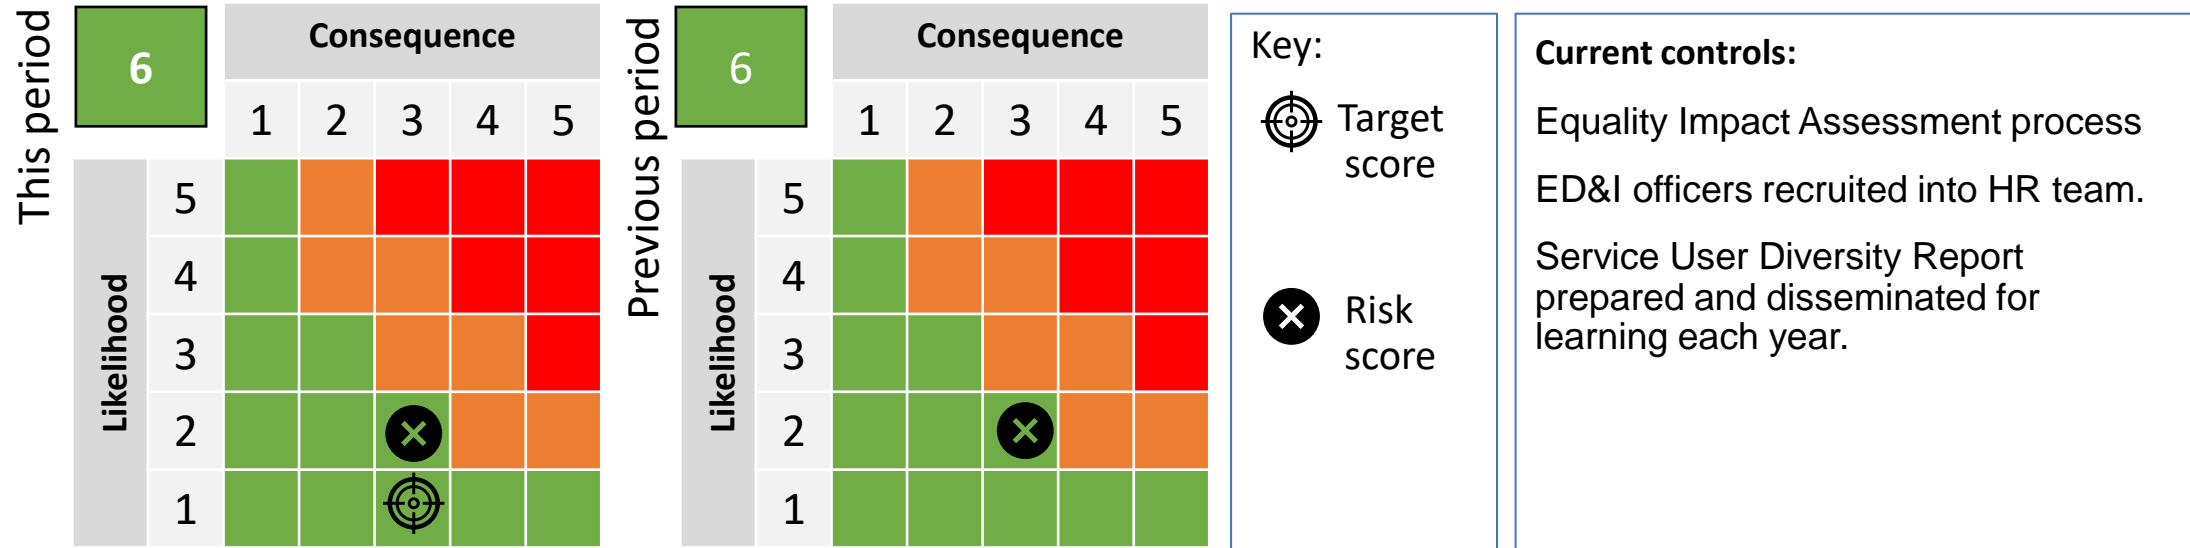 This period
6
Consequence
1 2 3 4 5
Likelihood
5
4
3
2
1
Previous period
6
Consequence
1 2 3 4 5
Likelihood
5
4
3
2
1
Key:
Target
score
Risk
score
Current controls:
Equality Impact Assessment process
ED&I officers recruited into HR team.
Service User Diversity Report
prepared and disseminated for
learning each year.